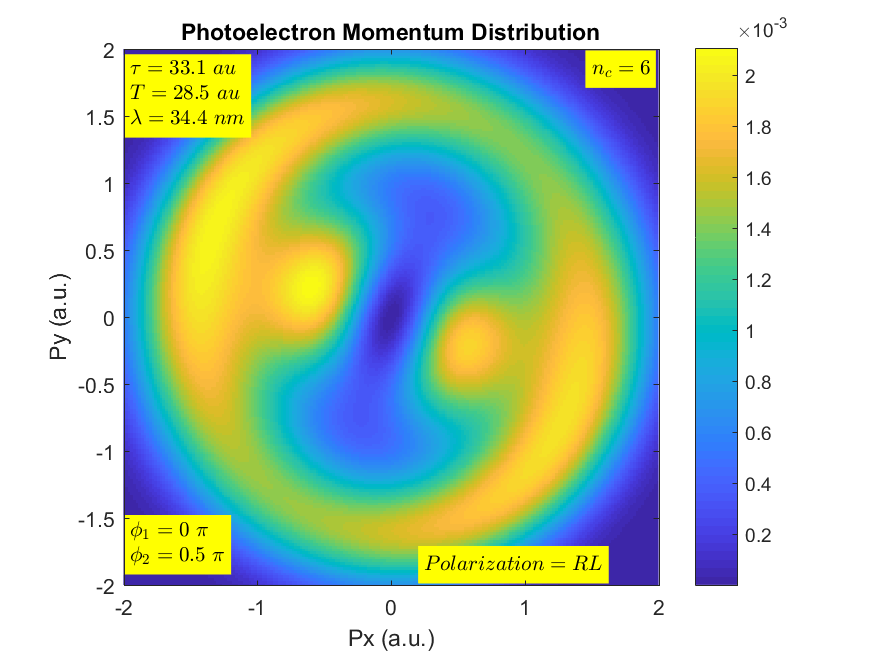 Photoelectron Momentum Distribution
×10⁻³
τ = 33.1 au
T = 28.5 au
λ = 34.4 nm
n_c = 6
2
1.5
1
0.5
0
-0.5
-1
-1.5
-2
Py (a.u.)
ϕ₁ = 0 π
ϕ₂ = 0.5 π
Polarization = RL
-2
-1
0
1
2
Px (a.u.)
2
1.8
1.6
1.4
1.2
1
0.8
0.6
0.4
0.2